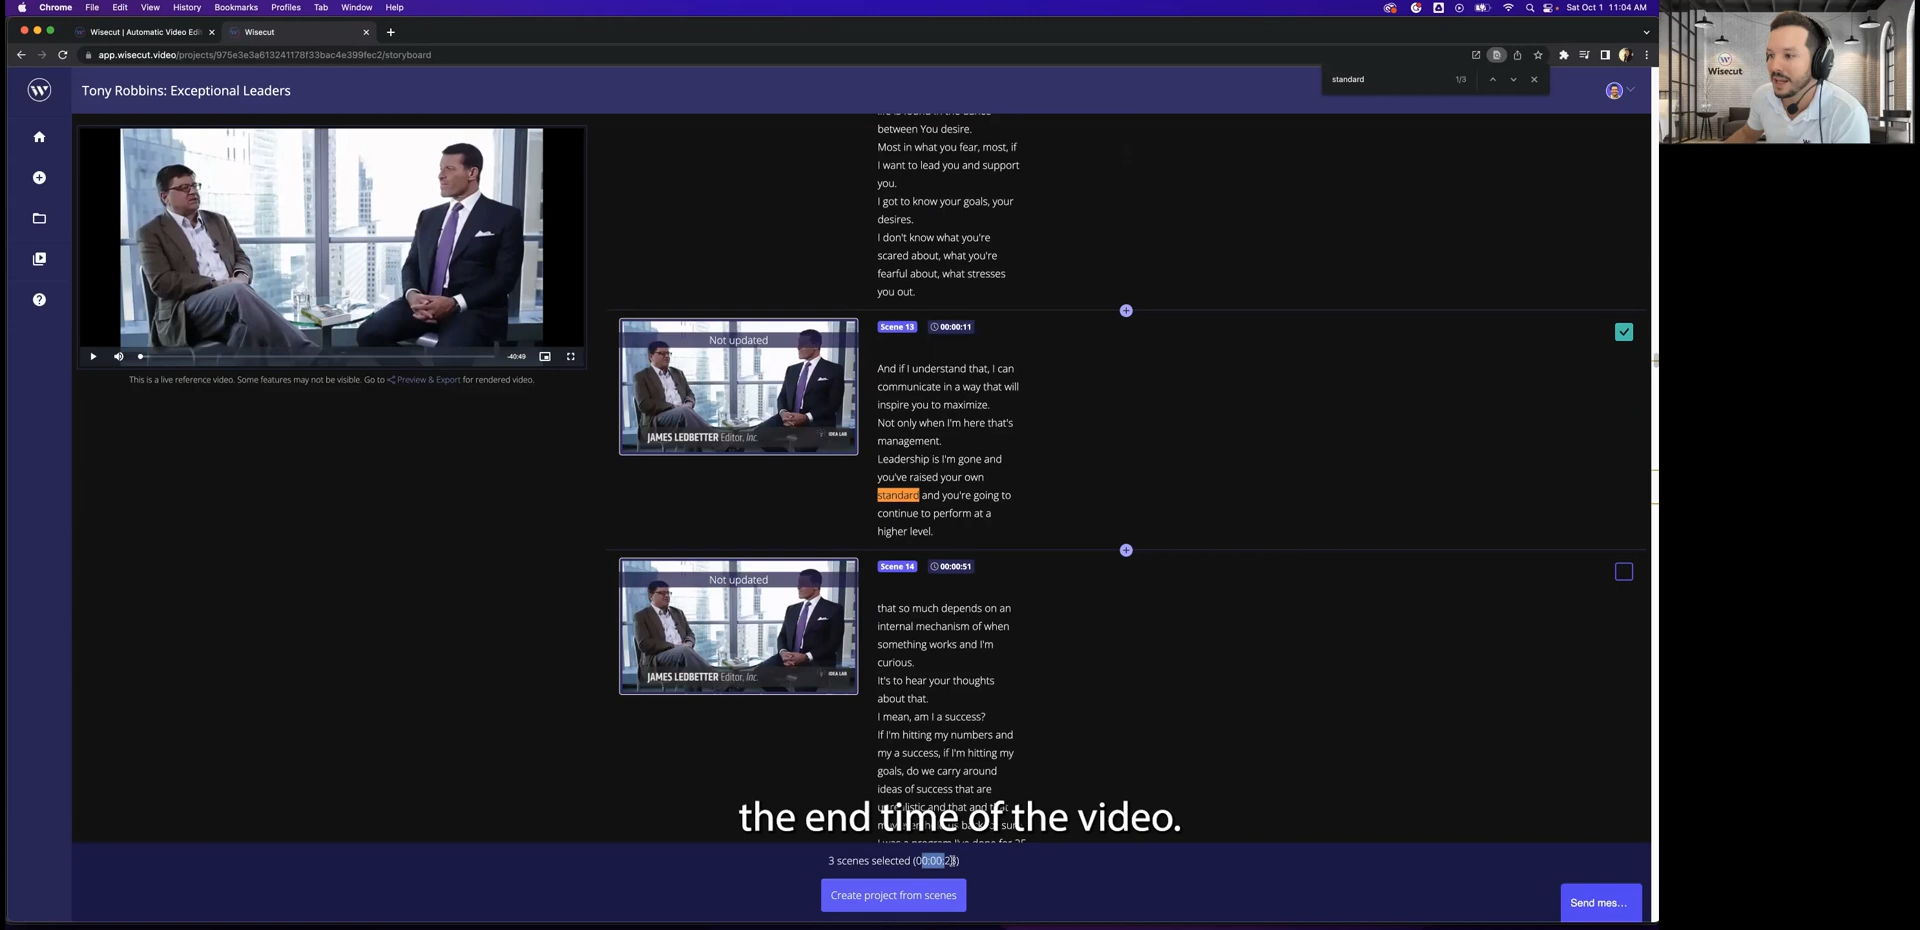 Chrome File Edit View History Bookmarks Profiles Tab Window Help
Sat Oct 1 11:04 AM
Wisecut | Automatic Video Edi
Wisecut
app.wisecut.video/projects/975e3e3a613241178f33bac4e399fec2/storyboard
standard 1/3
Wisecut
Tony Robbins: Exceptional Leaders
between You desire.
Most in what you fear, most, if
I want to lead you and support
you.
I got to know your goals, your
desires.
I don't know what you're
scared about, what you're
fearful about, what stresses
you out.
-40:49
This is a live reference video. Some features may not be visible. Go to Preview & Export for rendered video.
Not updated
JAMES LEDBETTER Editor, Inc.
IDEA LAB
Scene 13 00:00:11
And if I understand that, I can
communicate in a way that will
inspire you to maximize.
Not only when I'm here that's
management.
Leadership is I'm gone and
you've raised your own
standard and you're going to
continue to perform at a
higher level.
Not updated
JAMES LEDBETTER Editor, Inc.
IDEA LAB
Scene 14 00:00:51
that so much depends on an
internal mechanism of when
something works and I'm
curious.
It's to hear your thoughts
about that.
I mean, am I a success?
If I'm hitting my numbers and
my a success, if I'm hitting my
goals, do we carry around
ideas of success that are
the end time of the video.
3 scenes selected (00:00:28)
Create project from scenes
Send mes...